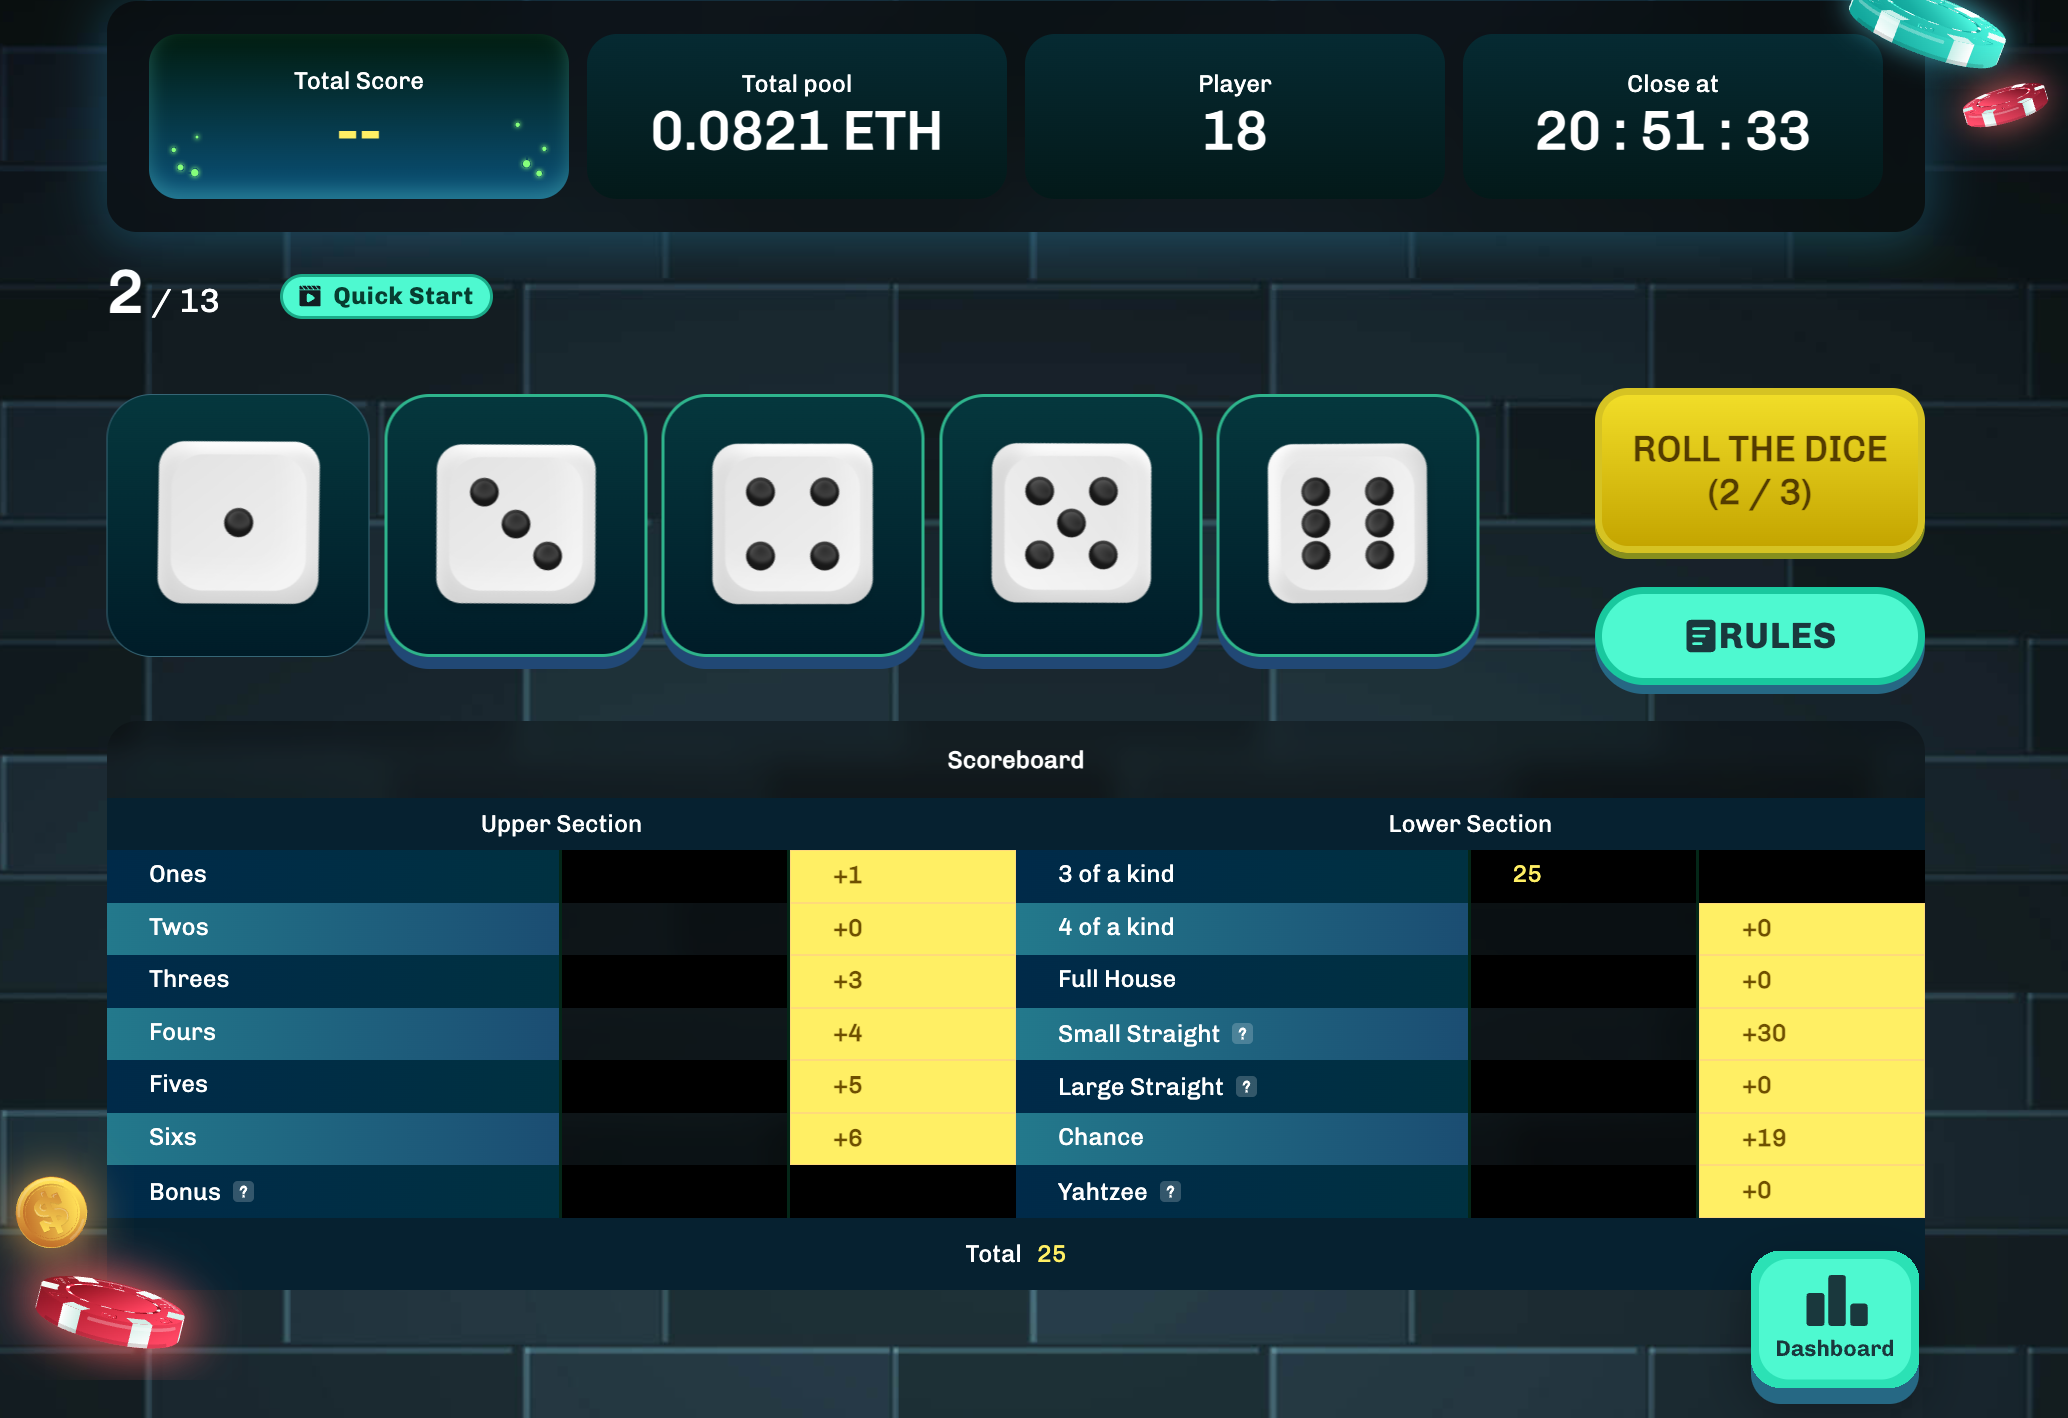 Total Score
--
Total pool
0.0821 ETH
Player
18
Close at
20 : 51 : 33
2 / 13
Quick Start
ROLL THE DICE
(2 / 3)
RULES
Scoreboard
Upper Section
Lower Section
Ones +1 3 of a kind 25
Twos +0 4 of a kind +0
Threes +3 Full House +0
Fours +4 Small Straight ? +30
Fives +5 Large Straight ? +0
Sixs +6 Chance +19
Bonus ? Yahtzee ? +0
Total 25
Dashboard